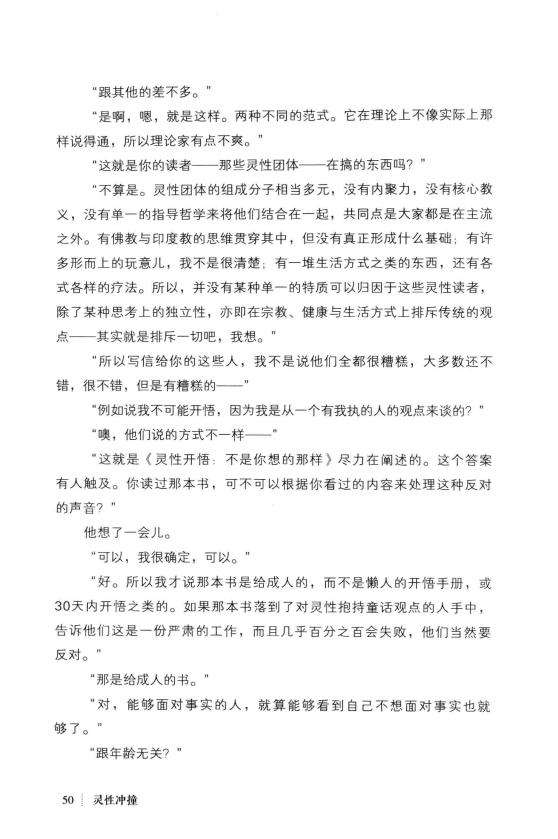 “跟其他的差不多。”
“是啊，嗯，就是这样。两种不同的范式。它在理论上不像实际上那
样说得通，所以理论家有点不爽。”
“这就是你的读者——那些灵性团体——在搞的东西吗？”
“不算是。灵性团体的组成分子相当多元，没有内聚力，没有核心教
义，没有单一的指导哲学来将他们结合在一起，共同点是大家都是在主流
之外。有佛教与印度教的思维贯穿其中，但没有真正形成什么基础；有许
多形而上的玩意儿，我不是很清楚；有一堆生活方式之类的东西，还有各
式各样的疗法。所以，并没有某种单一的特质可以归因于这些灵性读者，
除了某种思考上的独立性，亦即在宗教、健康与生活方式上排斥传统的观
点——其实就是排斥一切吧，我想。”
“所以写信给你的这些人，我不是说他们全都很糟糕，大多数还不
错，很不错，但是有糟糕的——”
“例如说我不可能开悟，因为我是从一个有我执的人的观点来谈的？”
“噢，他们说的方式不一样——”
“这就是《灵性开悟：不是你想的那样》尽力在阐述的。这个答案
有人触及。你读过那本书，可不可以根据你看过的内容来处理这种反对
的声音？”
他想了一会儿。
“可以，我很确定，可以。”
“好。所以我才说那本书是给成人的，而不是懒人的开悟手册，或
30天内开悟之类的。如果那本书落到了对灵性抱持童话观点的人手中，
告诉他们这是一份严肃的工作，而且几乎百分之百会失败，他们当然要
反对。”
“那是给成人的书。”
“对，能够面对事实的人，就算能够看到自己不想面对事实也就
够了。”
“跟年龄无关？”
50 灵性冲撞